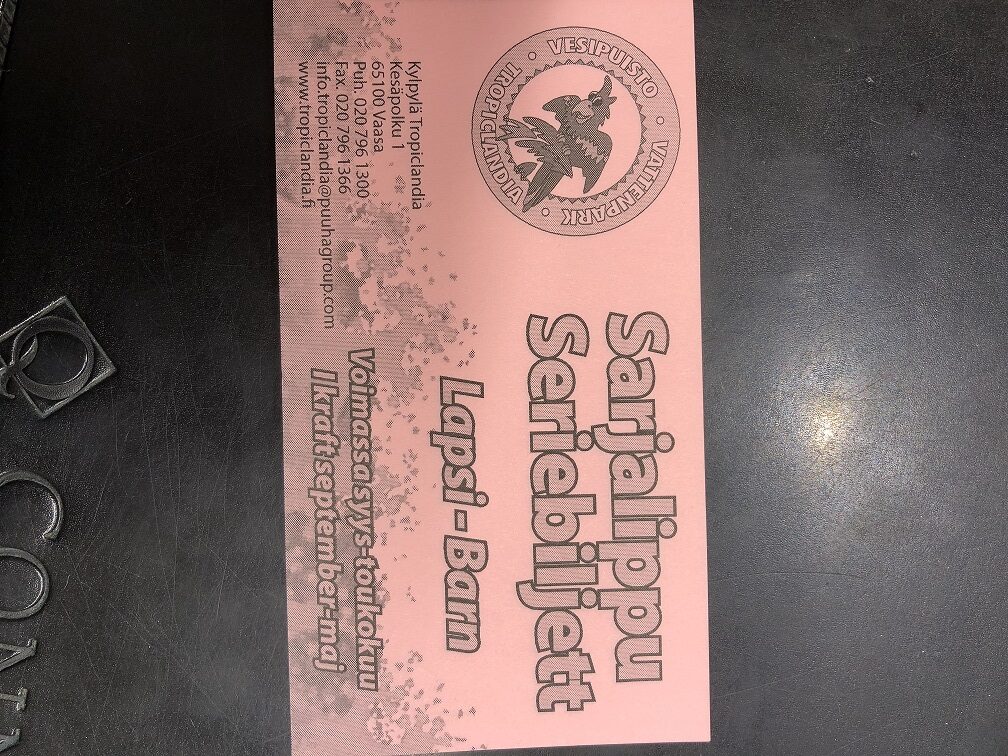 VESIPUISTO • VATTENPARK • TROPICLANDIA •
Sarjalippu
Seriebiljett
Lapsi - Barn
Voimassa syys-toukokuu
I kraft september-maj
Kylpylä Tropiclandia
Kesäpolku 1
65100 Vaasa
Puh. 020 796 1300
Fax. 020 796 1366
info.tropiclandia@puuhagroup.com
www.tropiclandia.fi